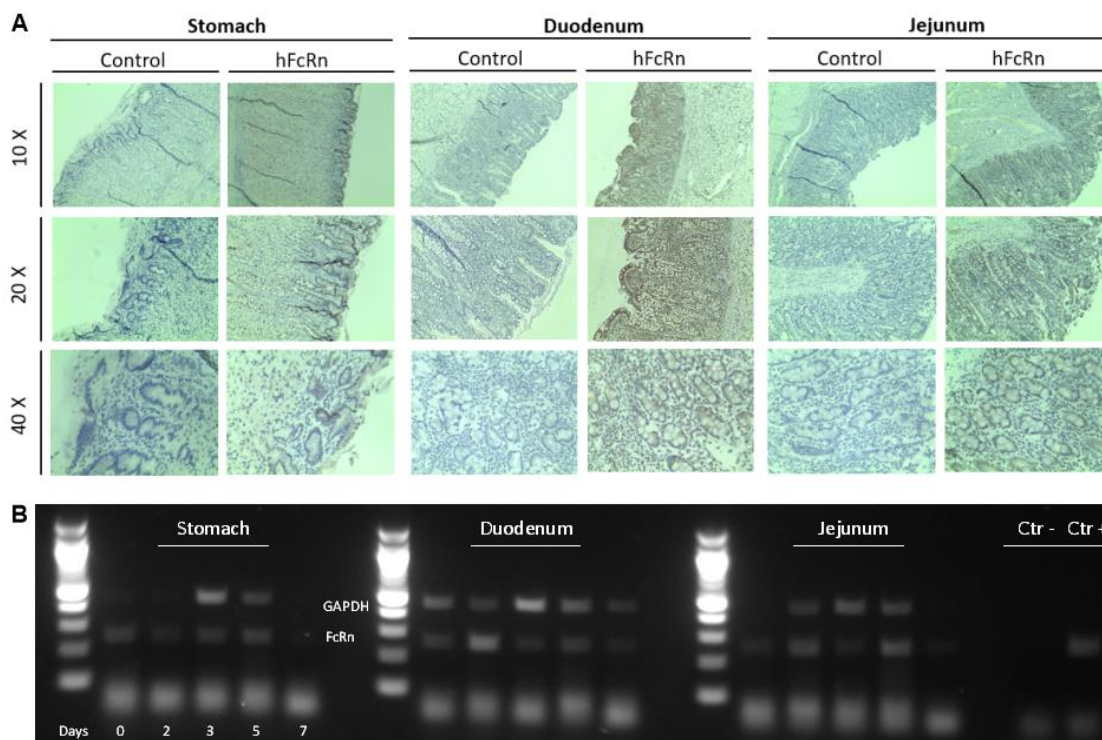 A
Stomach Duodenum Jejunum
Control hFcRn Control hFcRn Control hFcRn
10 X
20 X
40 X
B
Stomach Duodenum Jejunum Ctr - Ctr +
GAPDH
FcRn
Days 0 2 3 5 7